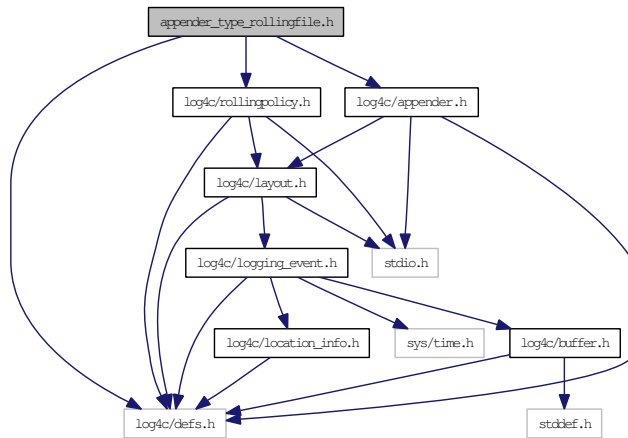 appender_type_rollingfile.h
log4c/rollingpolicy.h
log4c/appender.h
log4c/layout.h
log4c/logging_event.h
stdio.h
log4c/location_info.h
sys/time.h
log4c/buffer.h
log4c/defs.h
stddef.h